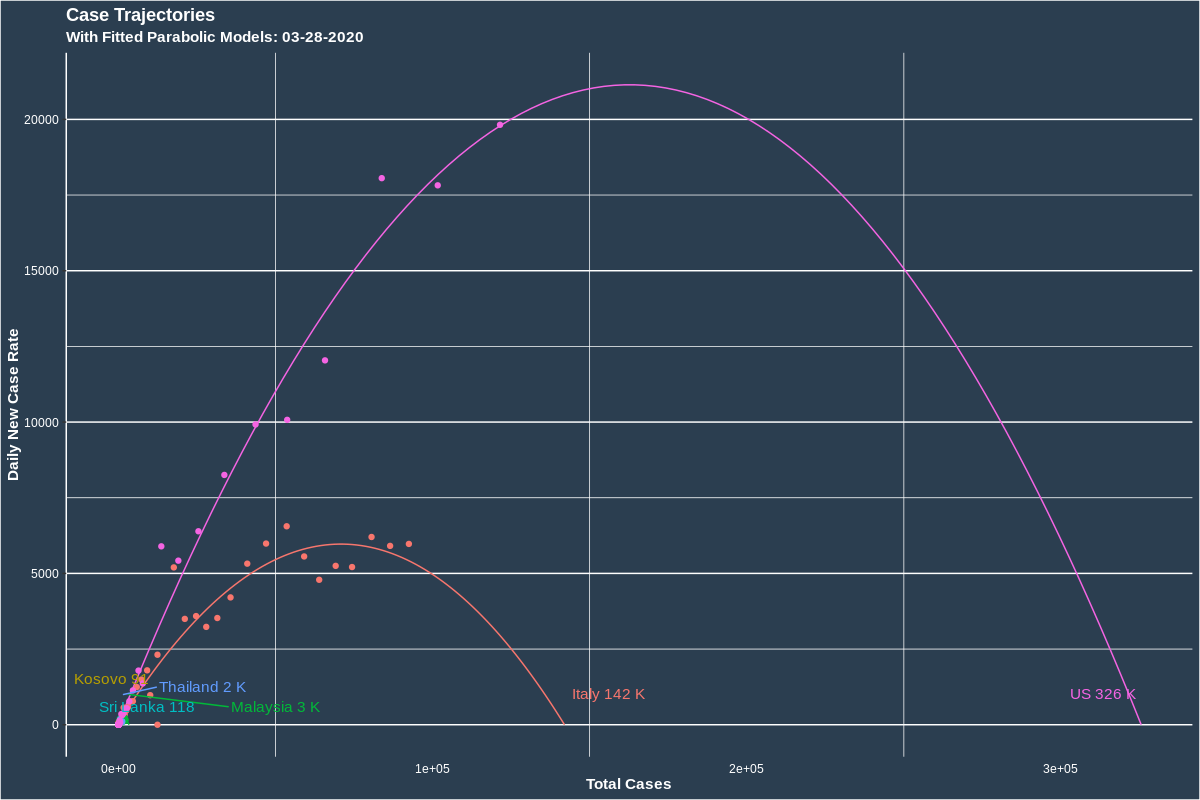 Case Trajectories
With Fitted Parabolic Models: 03-28-2020
Daily New Case Rate
20000
15000
10000
5000
0
Kosovo 91
Thailand 2 K
Sri Lanka 118
Malaysia 3 K
Italy 142 K
US 326 K
0e+00
1e+05
2e+05
3e+05
Total Cases